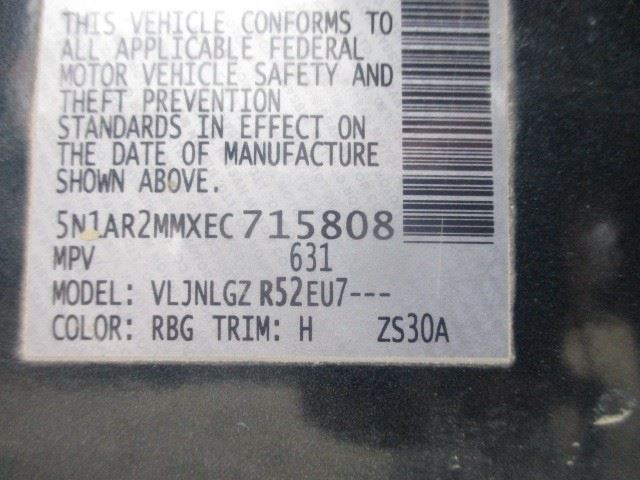 THIS VEHICLE CONFORMS TO
ALL APPLICABLE FEDERAL
MOTOR VEHICLE SAFETY AND
THEFT PREVENTION
STANDARDS IN EFFECT ON
THE DATE OF MANUFACTURE
SHOWN ABOVE.
5N1AR2MMXEC715808
MPV 631
MODEL: VLJNLGZ R52EU7---
COLOR: RBG TRIM: H ZS30A